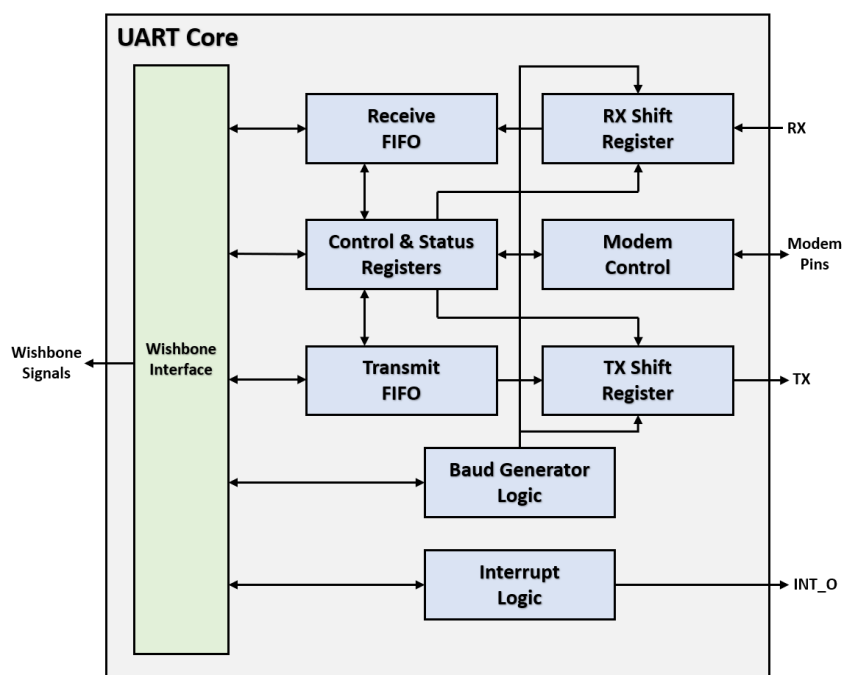 UART Core
Receive
FIFO
RX Shift
Register
RX
Control & Status
Registers
Modem
Control
Modem
Pins
Wishbone
Signals
Wishbone
Interface
Transmit
FIFO
TX Shift
Register
TX
Baud Generator
Logic
Interrupt
Logic
INT_O